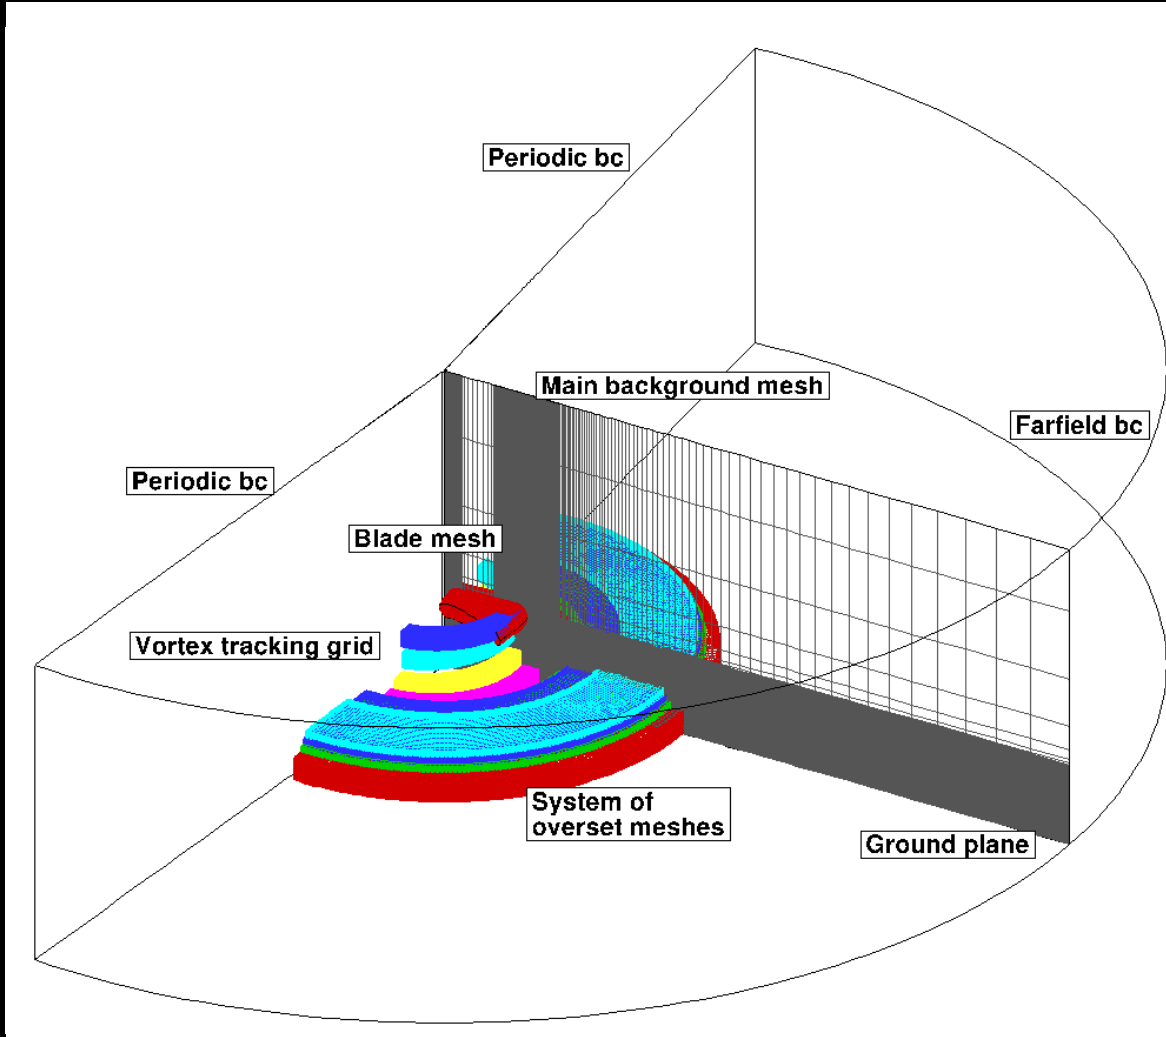 Periodic bc
Main background mesh
Farfield bc
Periodic bc
Blade mesh
Vortex tracking grid
System of
overset meshes
Ground plane